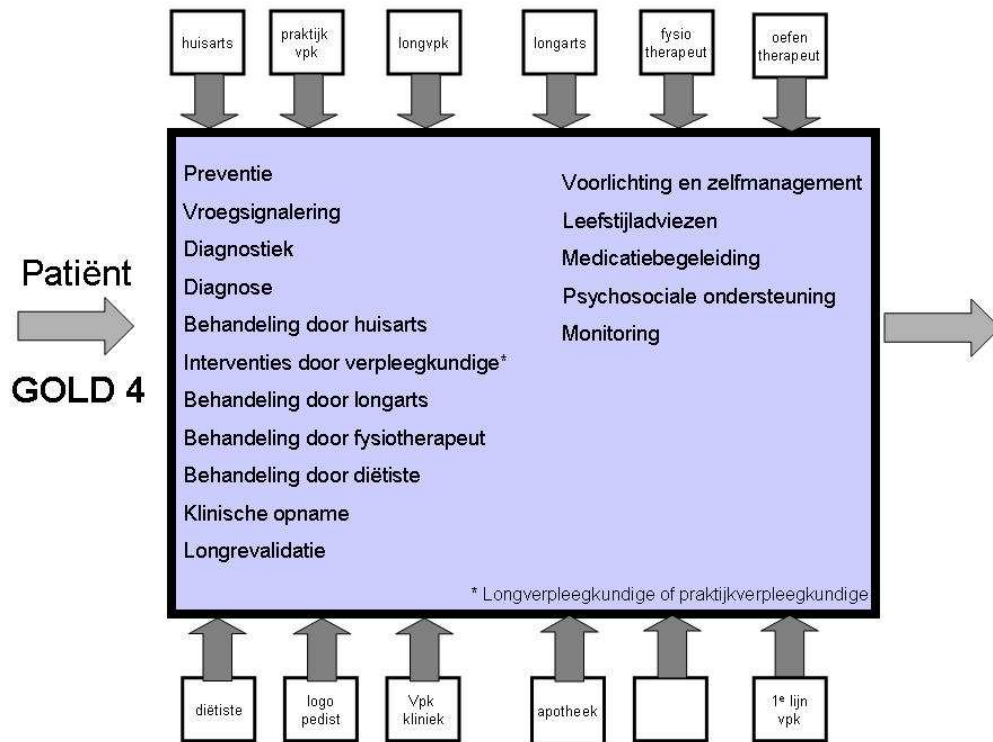 huisarts
praktijk
vpk
longvpk
longarts
fysio
therapeut
oefen
therapeut
Patiënt
GOLD 4
Preventie
Vroegsignalering
Diagnostiek
Diagnose
Behandeling door huisarts
Interventies door verpleegkundige*
Behandeling door longarts
Behandeling door fysiotherapeut
Behandeling door diëtiste
Klinische opname
Longrevalidatie
Voorlichting en zelfmanagement
Leefstijladviezen
Medicatiebegeleiding
Psychosociale ondersteuning
Monitoring
* Longverpleegkundige of praktijkverpleegkundige
diëtiste
logo
pedist
Vpk
kliniek
apotheek
1e lijn
vpk